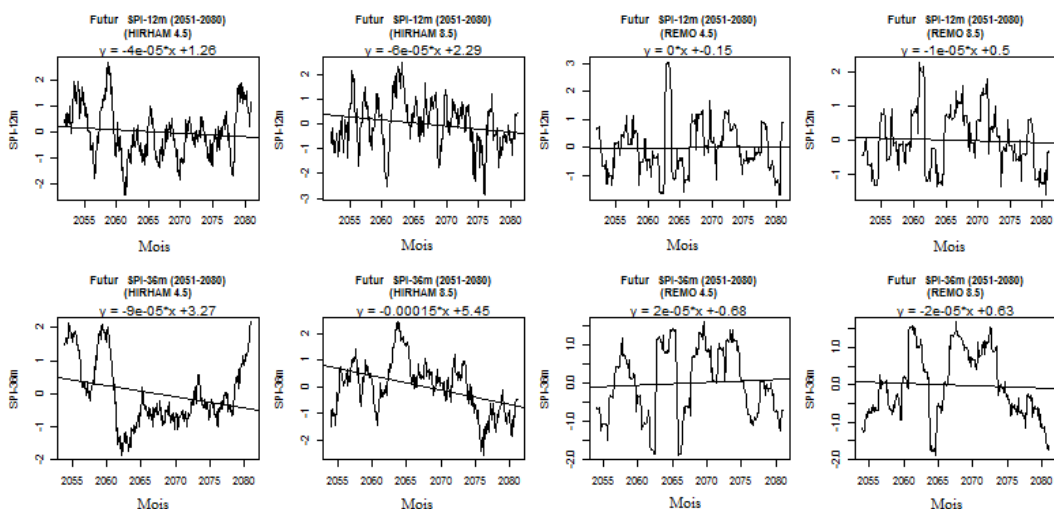 Futur SPI-12m (2051-2080)
(HIRHAM 4.5)
y = -4e-05*x +1.26
SPI-12m
2
1
0
-1
-2
2055 2060 2065 2070 2075 2080
Mois
Futur SPI-12m (2051-2080)
(HIRHAM 8.5)
y = -6e-05*x +2.29
SPI-12m
2
1
0
-1
-3
2055 2060 2065 2070 2075 2080
Mois
Futur SPI-12m (2051-2080)
(REMO 4.5)
y = 0*x +-0.15
SPI-12m
3
2
1
0
-1
2055 2060 2065 2070 2075 2080
Mois
Futur SPI-12m (2051-2080)
(REMO 8.5)
y = -1e-05*x +0.5
SPI-12m
2
1
0
-1
2055 2060 2065 2070 2075 2080
Mois
Futur SPI-36m (2051-2080)
(HIRHAM 4.5)
y = -9e-05*x +3.27
SPI-36m
2
1
0
-1
-2
2055 2060 2065 2070 2075 2080
Mois
Futur SPI-36m (2051-2080)
(HIRHAM 8.5)
y = -0.00015*x +5.45
SPI-36m
2
1
0
-1
-2
2055 2060 2065 2070 2075 2080
Mois
Futur SPI-36m (2051-2080)
(REMO 4.5)
y = 2e-05*x +-0.68
SPI-36m
1.0
0.0
-1.0
-2.0
2055 2060 2065 2070 2075 2080
Mois
Futur SPI-36m (2051-2080)
(REMO 8.5)
y = -2e-05*x +0.63
SPI-36m
1.0
0.0
-1.0
-2.0
2055 2060 2065 2070 2075 2080
Mois